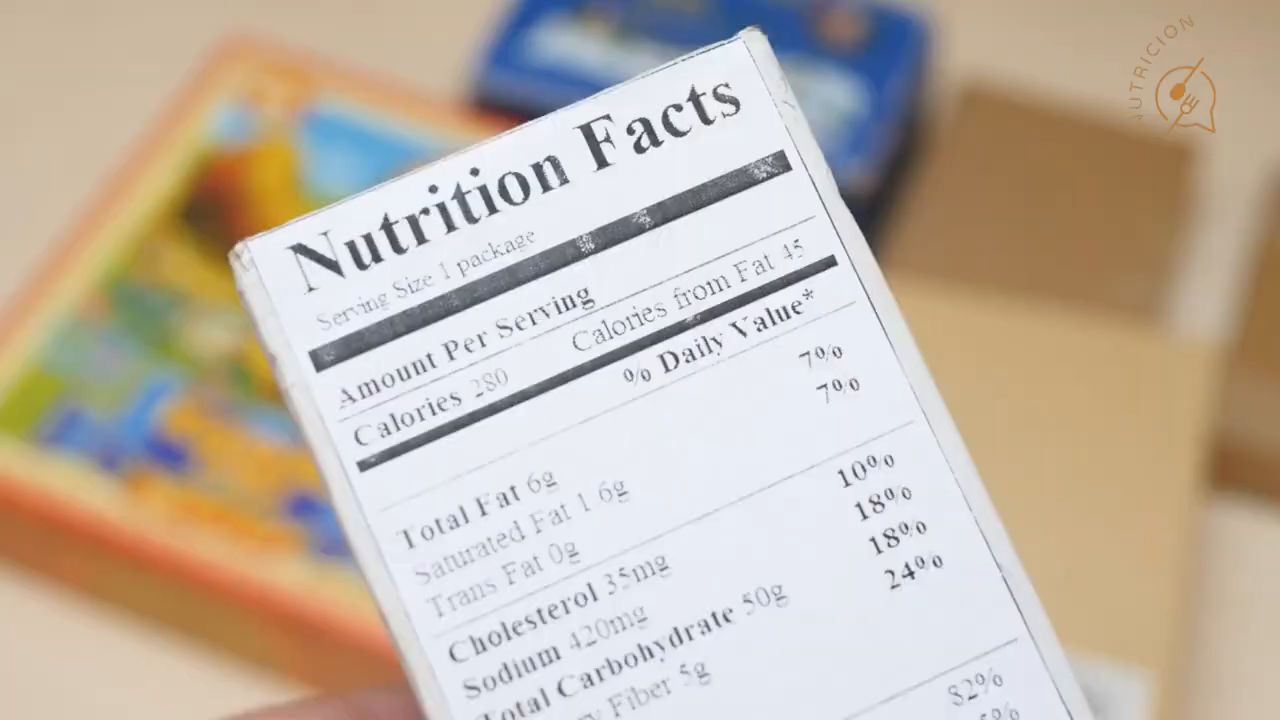 NUTRICION
Nutrition Facts
Serving Size 1 package
Amount Per Serving
Calories 280 Calories from Fat 45
% Daily Value*
Total Fat 6g 7%
Saturated Fat 1.6g 7%
Trans Fat 0g
Cholesterol 35mg 10%
Sodium 420mg 18%
Total Carbohydrate 50g 18%
Fiber 5g 24%
82%